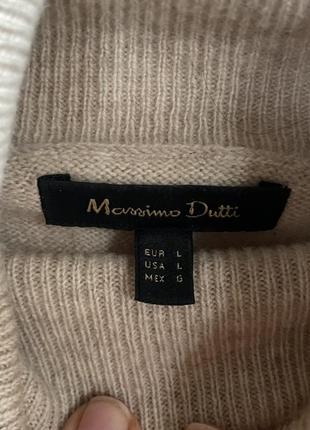 Massimo Dutti
EUR L
USA L
MEX G